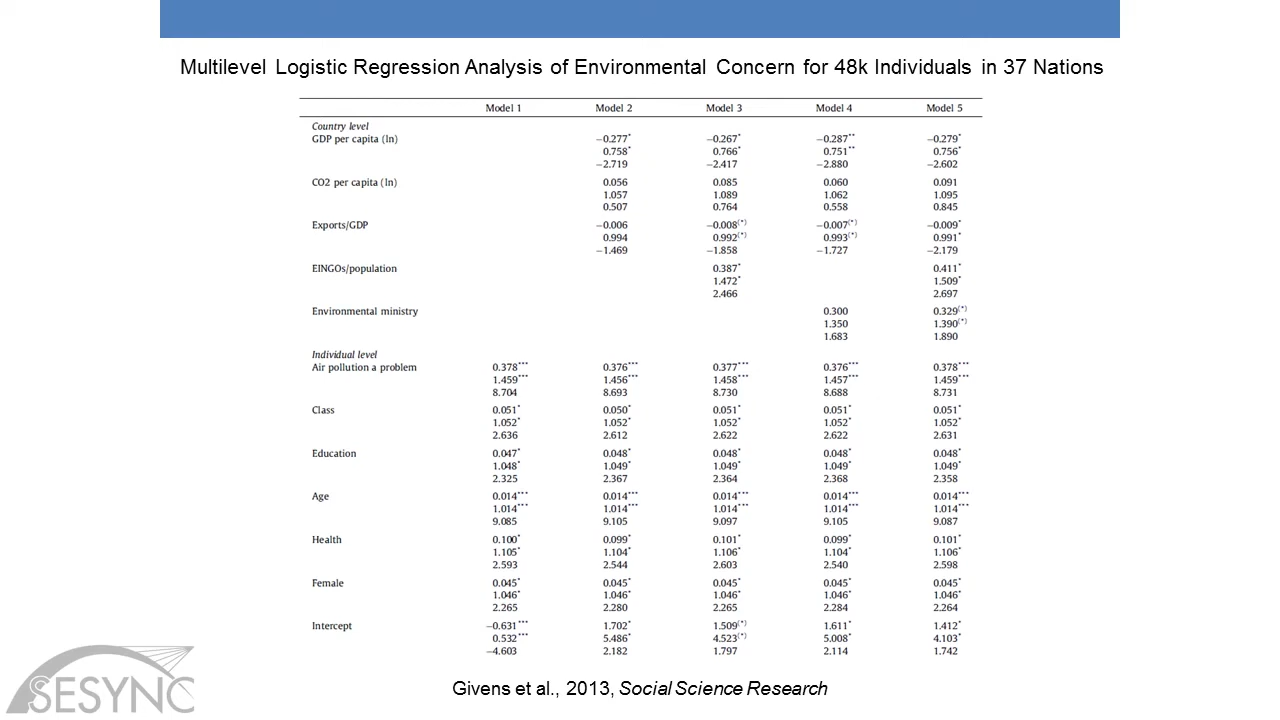 Multilevel Logistic Regression Analysis of Environmental Concern for 48k Individuals in 37 Nations
Model 1 Model 2 Model 3 Model 4 Model 5
Country level
GDP per capita (ln) −0.277* −0.267* −0.287** −0.279*
0.758* 0.766* 0.751** 0.756*
−2.719 −2.417 −2.880 −2.602
CO2 per capita (ln) 0.056 0.085 0.060 0.091
1.057 1.089 1.062 1.095
0.507 0.764 0.558 0.845
Exports/GDP −0.006 −0.008(*) −0.007(*) −0.009*
0.994 0.992(*) 0.993(*) 0.991*
−1.469 −1.858 −1.727 −2.179
EINGOs/population 0.387* 0.411*
1.472* 1.509*
2.466 2.697
Environmental ministry 0.300 0.329(*)
1.350 1.390(*)
1.683 1.890
Individual level
Air pollution a problem 0.378*** 0.376*** 0.377*** 0.376*** 0.378***
1.459*** 1.456*** 1.458*** 1.457*** 1.459***
8.704 8.693 8.730 8.688 8.731
Class 0.051* 0.050* 0.051* 0.051* 0.051*
1.052* 1.052* 1.052* 1.052* 1.052*
2.636 2.612 2.622 2.622 2.631
Education 0.047* 0.048* 0.048* 0.048* 0.048*
1.048* 1.049* 1.049* 1.049* 1.049*
2.325 2.367 2.364 2.368 2.358
Age 0.014*** 0.014*** 0.014*** 0.014*** 0.014***
1.014*** 1.014*** 1.014*** 1.014*** 1.014***
9.085 9.105 9.097 9.105 9.087
Health 0.100* 0.099* 0.101* 0.099* 0.101*
1.105* 1.104* 1.106* 1.104* 1.106*
2.593 2.544 2.603 2.540 2.598
Female 0.045* 0.045* 0.045* 0.045* 0.045*
1.046* 1.046* 1.046* 1.046* 1.046*
2.265 2.280 2.265 2.284 2.264
Intercept −0.631*** 1.702* 1.509(*) 1.611* 1.412*
0.532*** 5.486* 4.523(*) 5.008* 4.103*
−4.603 2.182 1.797 2.114 1.742
SESYNC
Givens et al., 2013, Social Science Research